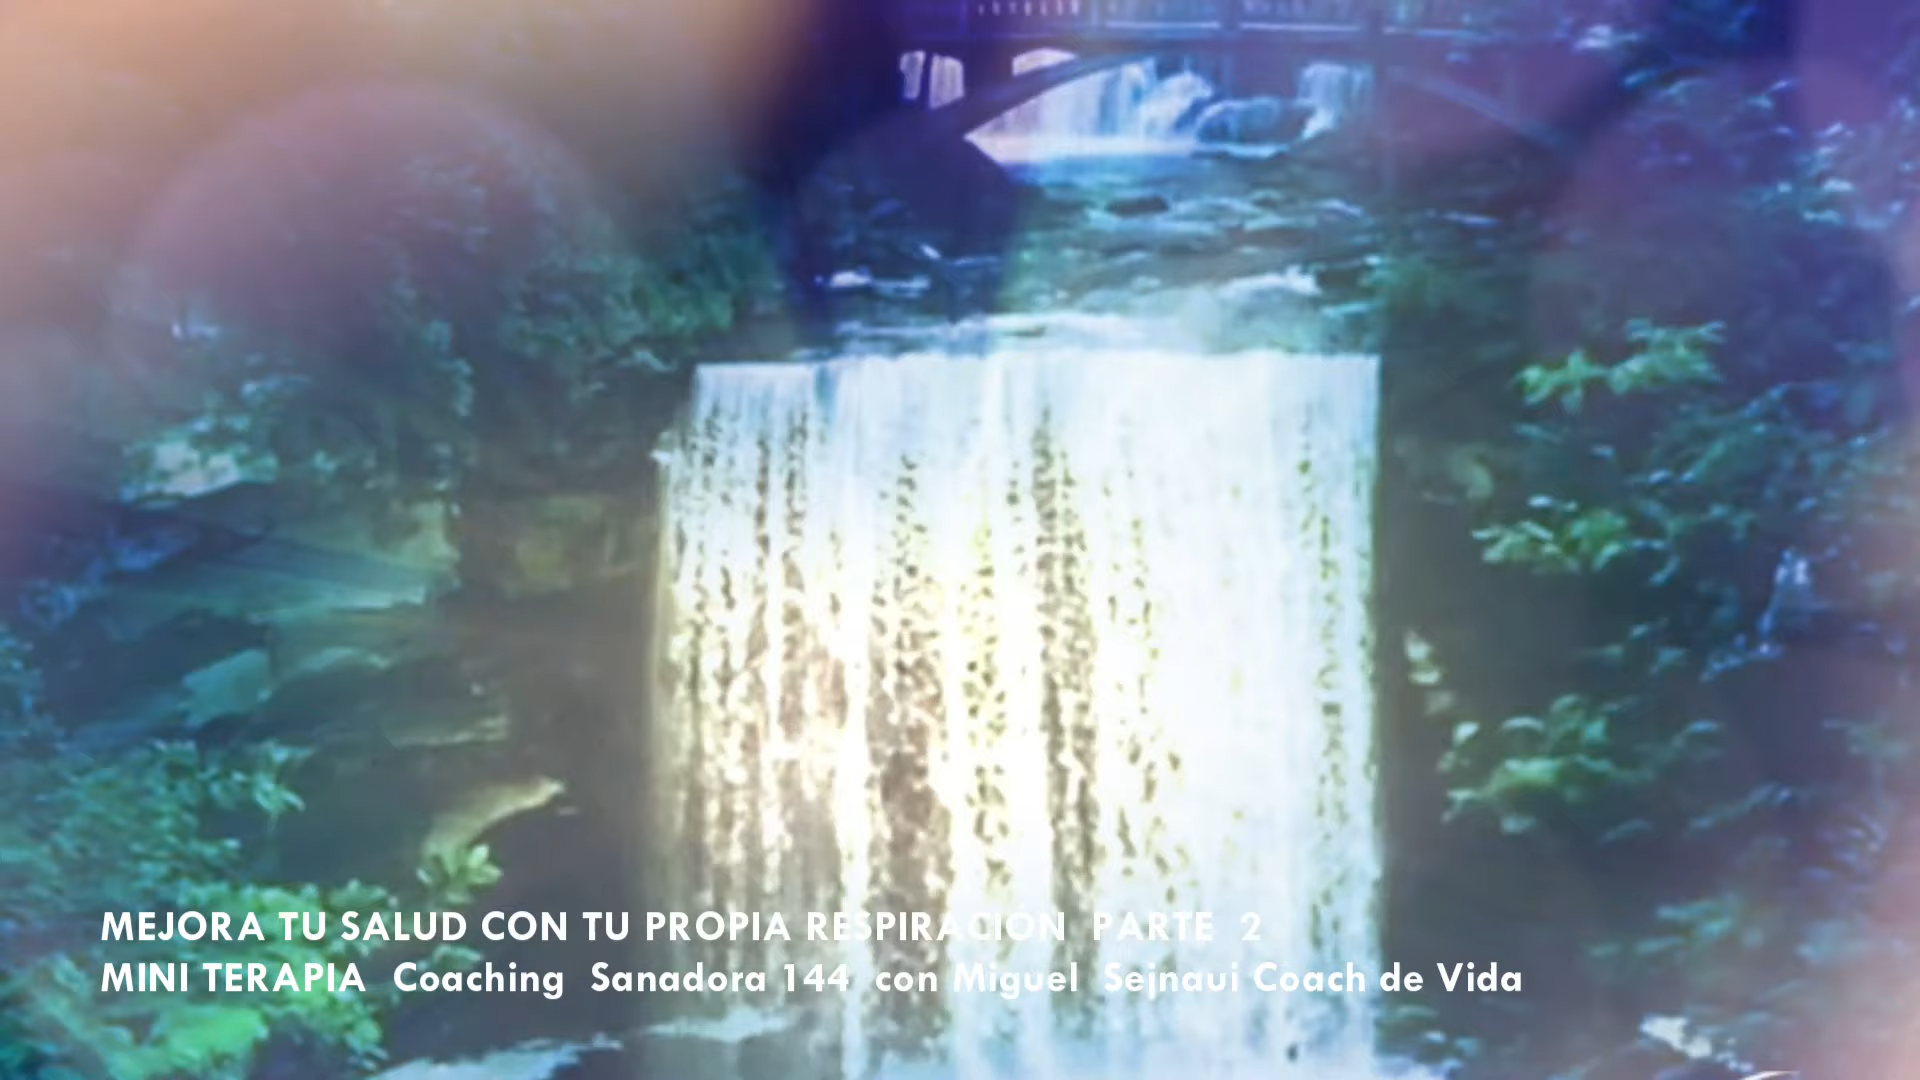 MEJORA TU SALUD CON TU PROPIA RESPIRACIÓN PARTE 2
MINI TERAPIA Coaching Sanadora 144 con Miguel Sejnaui Coach de Vida